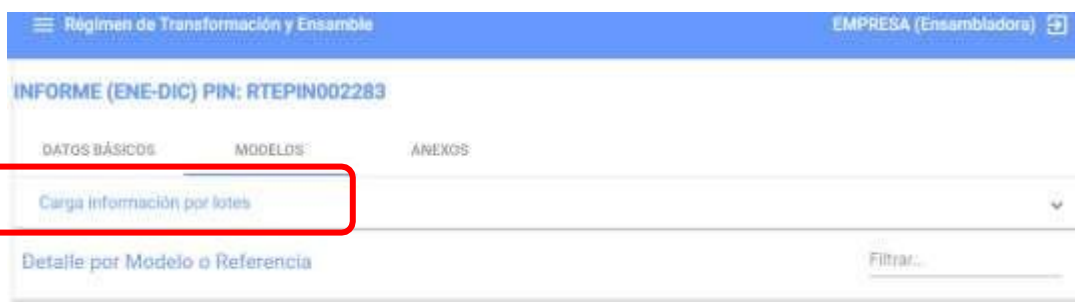 Régimen de Transformación y Ensamble
EMPRESA (Ensambladora)
INFORME (ENE-DIC) PIN: RTEPIN002283
DATOS BÁSICOS MODELOS ANEXOS
Carga información por lotes
Detalle por Modelo o Referencia
Filtrar...